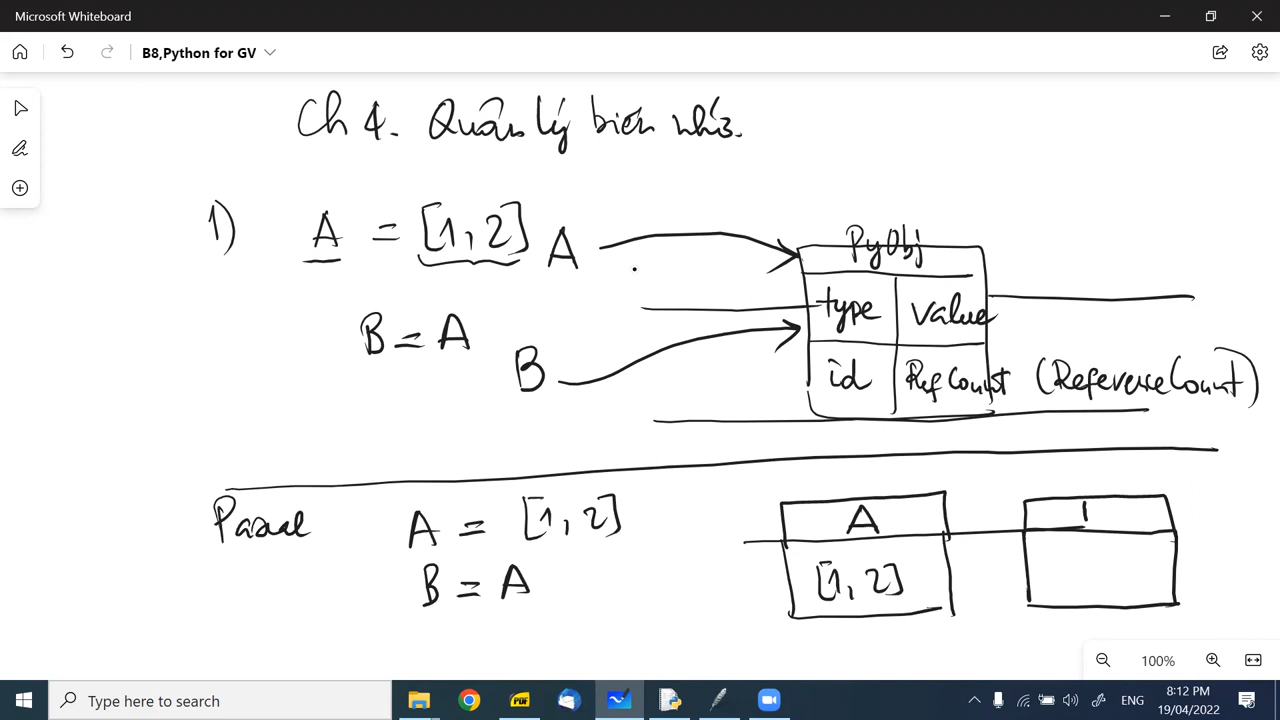 Microsoft Whiteboard
B8,Python for GV
Ch 4. Quản lý biến nhớ.
1) A = [1, 2]
B = A
A
B
PyObj
type value
id RefCount (ReferenceCount)
Pascal A = [1, 2]
B = A
A
[1, 2]
100%
Type here to search
PDF
ENG
8:12 PM
19/04/2022